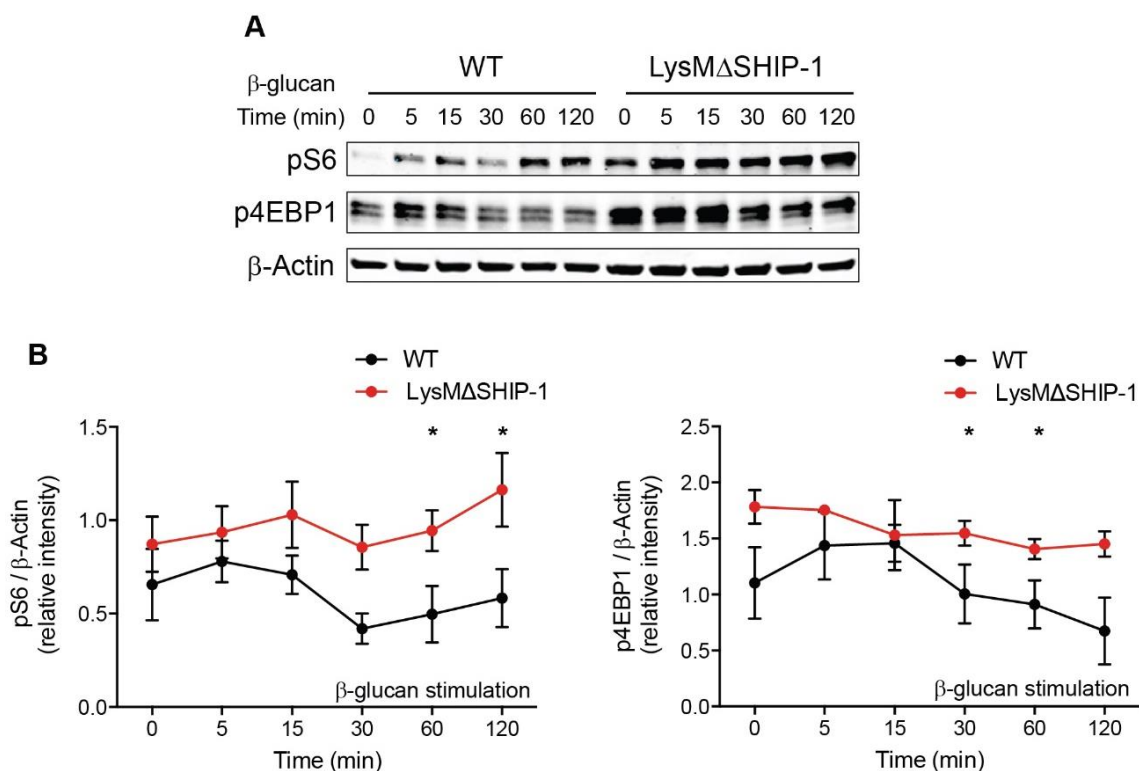 A
WT LysMΔSHIP-1
β-glucan
Time (min) 0 5 15 30 60 120 0 5 15 30 60 120
pS6
p4EBP1
β-Actin
B
WT
LysMΔSHIP-1
* *
1.5
1.0
0.5
0.0
pS6 / β-Actin
(relative intensity)
β-glucan stimulation
0 5 15 30 60 120
Time (min)
WT
LysMΔSHIP-1
* *
2.5
2.0
1.5
1.0
0.5
0.0
p4EBP1 / β-Actin
(relative intensity)
β-glucan stimulation
0 5 15 30 60 120
Time (min)